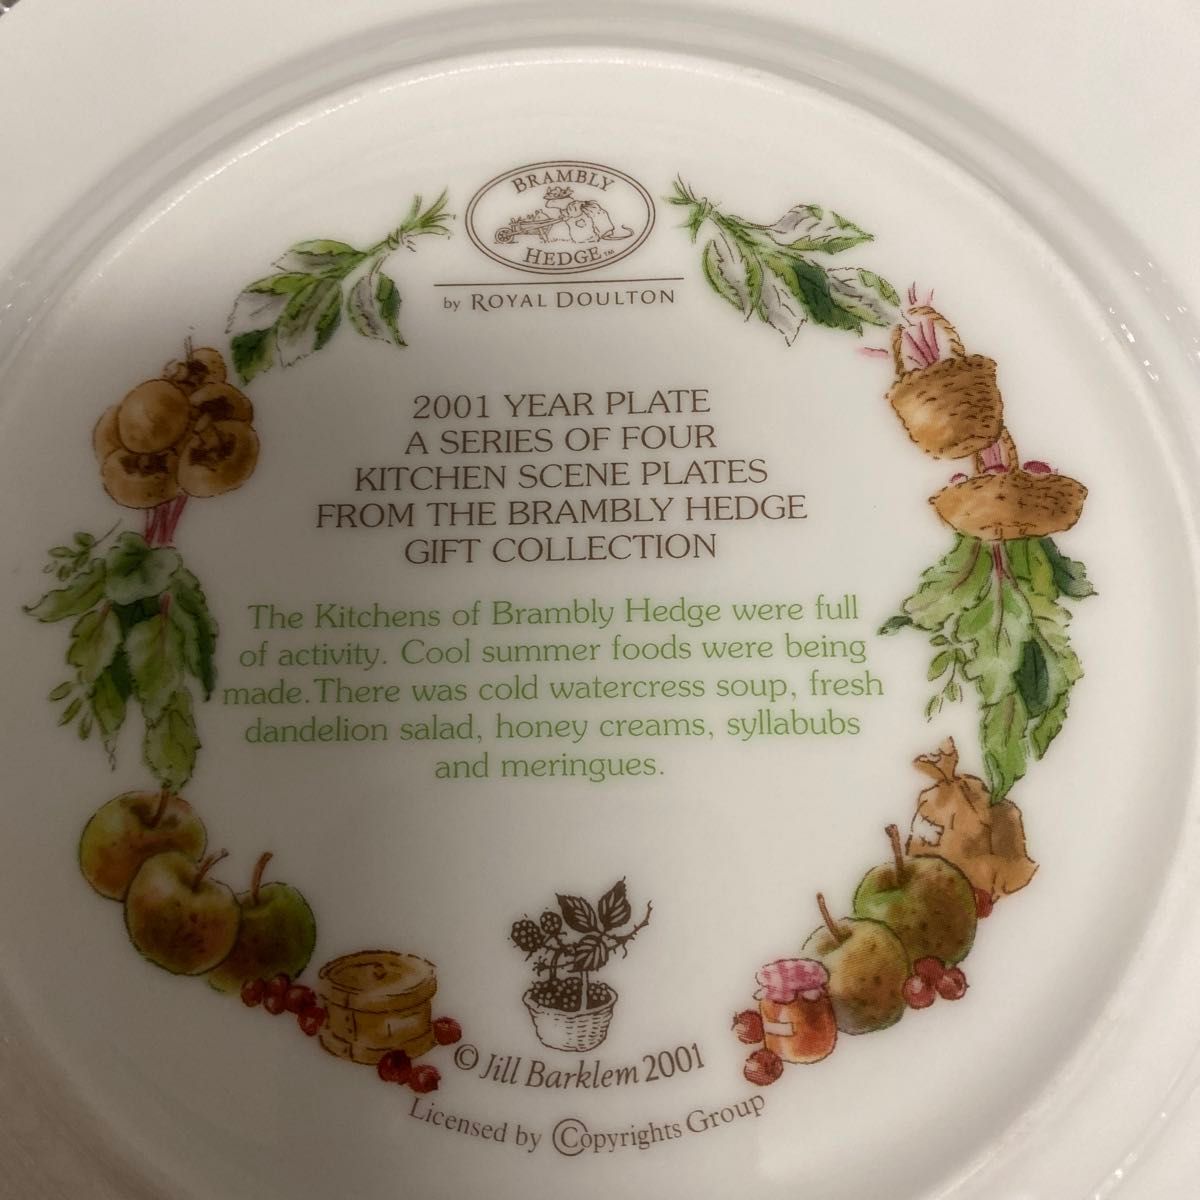 BRAMBLY
HEDGE™
by ROYAL DOULTON
2001 YEAR PLATE
A SERIES OF FOUR
KITCHEN SCENE PLATES
FROM THE BRAMBLY HEDGE
GIFT COLLECTION
The Kitchens of Brambly Hedge were full
of activity. Cool summer foods were being
made. There was cold watercress soup, fresh
dandelion salad, honey creams, syllabubs
and meringues.
© Jill Barklem 2001
Licensed by ©opyrights Group